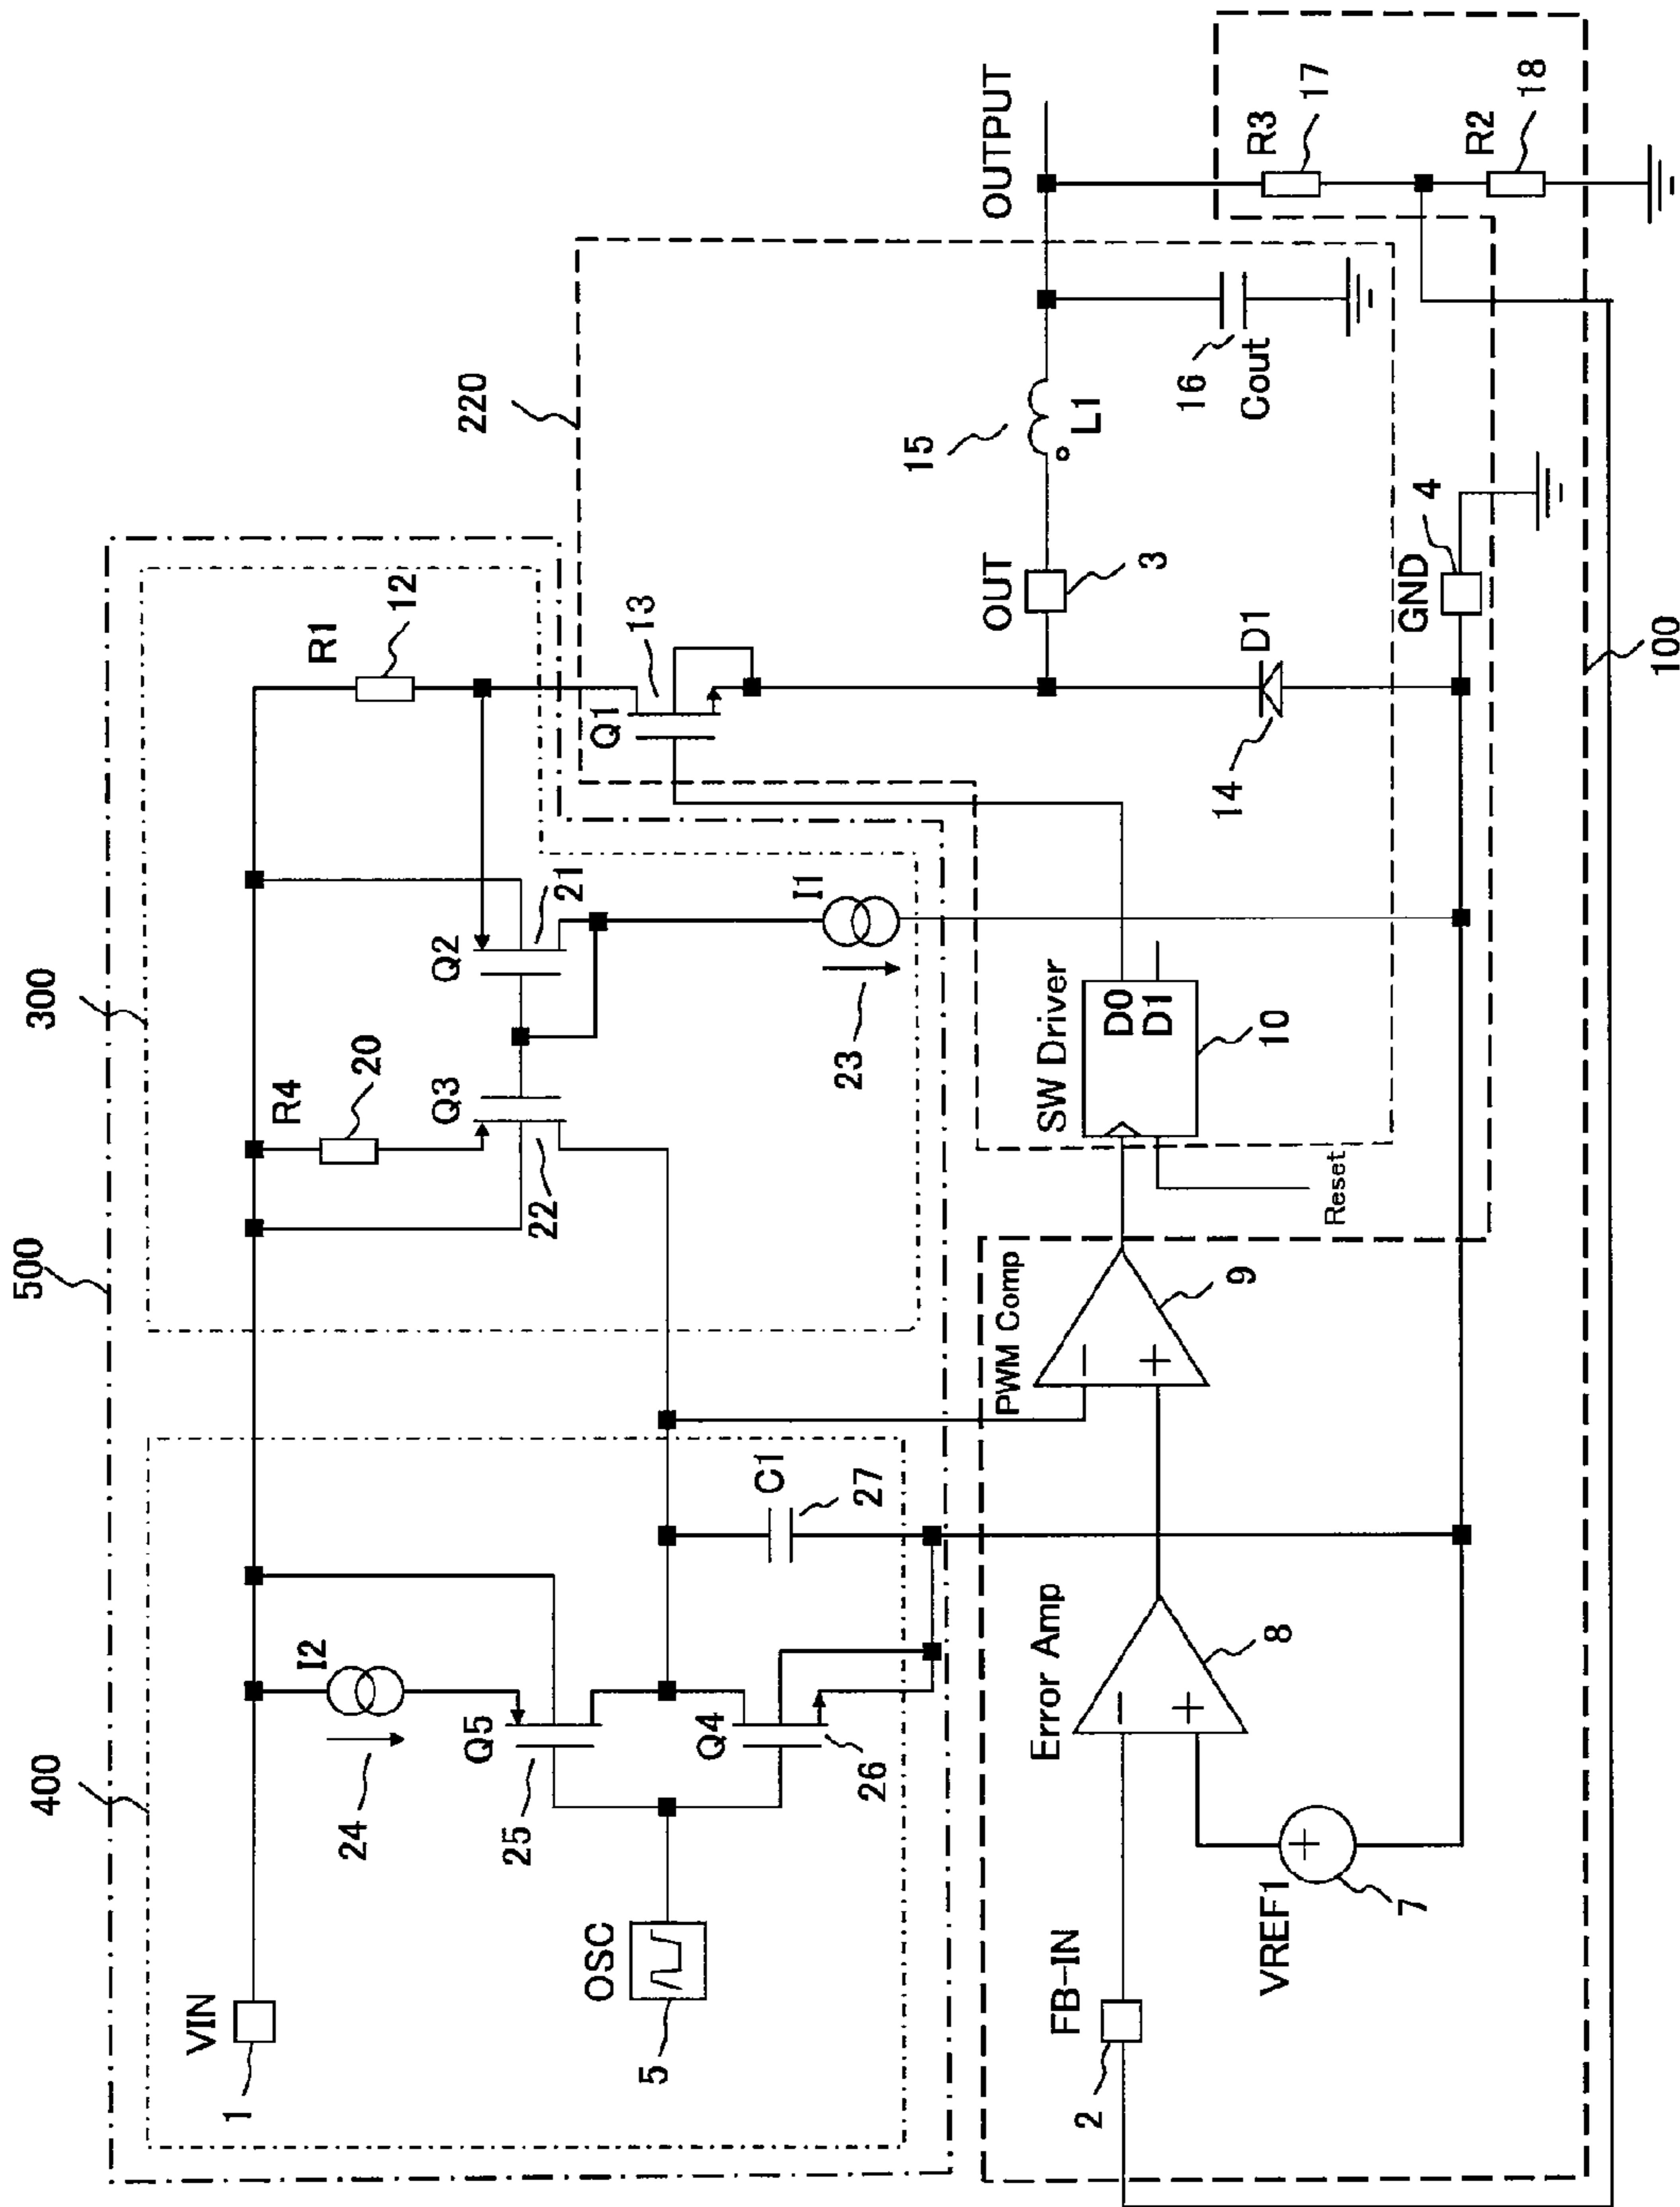 500
300
400
220
VIN
1
I2
24
Q5
25
Q4
26
OSC
5
C1
27
R4
20
Q3
22
Q2
21
I1
23
R1
12
Q1
13
OUT
3
15
L1
16
Cout
OUTPUT
R3
17
R2
18
D1
14
GND
4
SW Driver
D0
D1
10
Reset
PWM Comp
−
+
9
Error Amp
−
+
8
FB-IN
2
VREF1
+
7
100